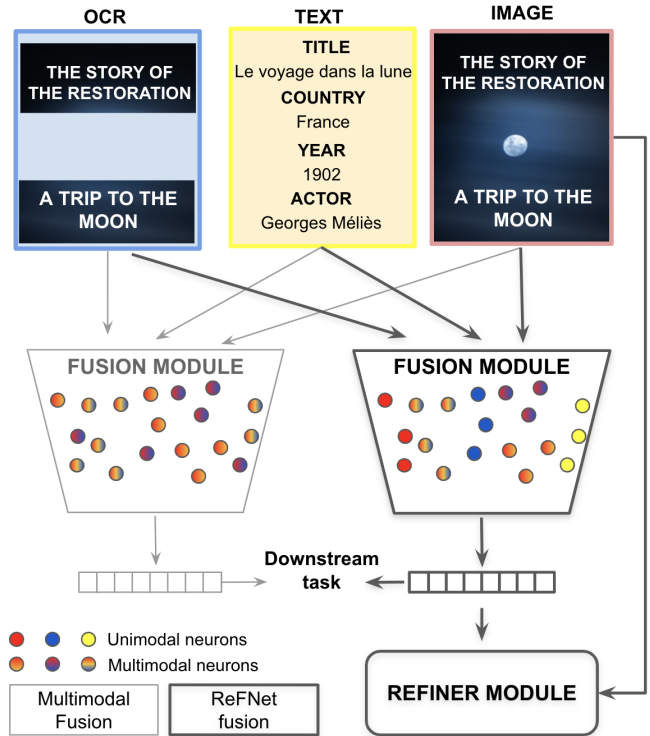 OCR
TEXT
IMAGE
THE STORY OF
THE RESTORATION
A TRIP TO THE
MOON
TITLE
Le voyage dans la lune
COUNTRY
France
YEAR
1902
ACTOR
Georges Méliès
THE STORY OF
THE RESTORATION
A TRIP TO THE
MOON
FUSION MODULE
FUSION MODULE
Downstream
task
Unimodal neurons
Multimodal neurons
Multimodal
Fusion
ReFNet
fusion
REFINER MODULE